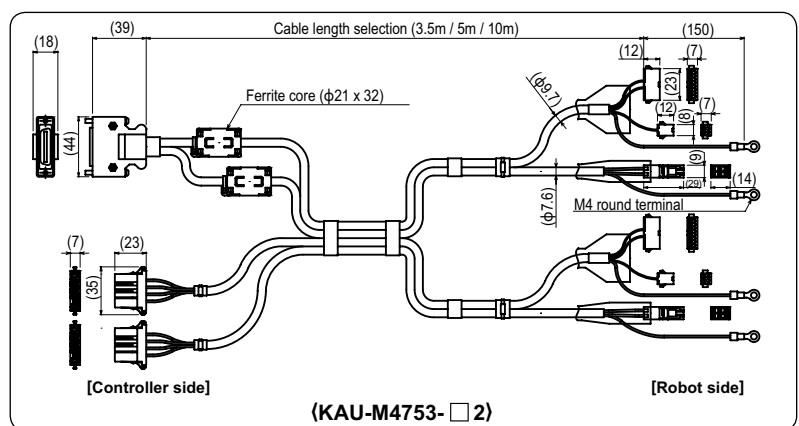 (39)
Cable length selection (3.5m / 5m / 10m)
(150)
(18)
(12)
(7)
(44)
Ferrite core (ϕ21 x 32)
(ϕ9.7)
(23)
(12)
(7)
(8)
(9)
(29)
(14)
(ϕ7.6)
M4 round terminal
(7)
(23)
(35)
[Controller side]
[Robot side]
⟨KAU-M4753- □ 2⟩